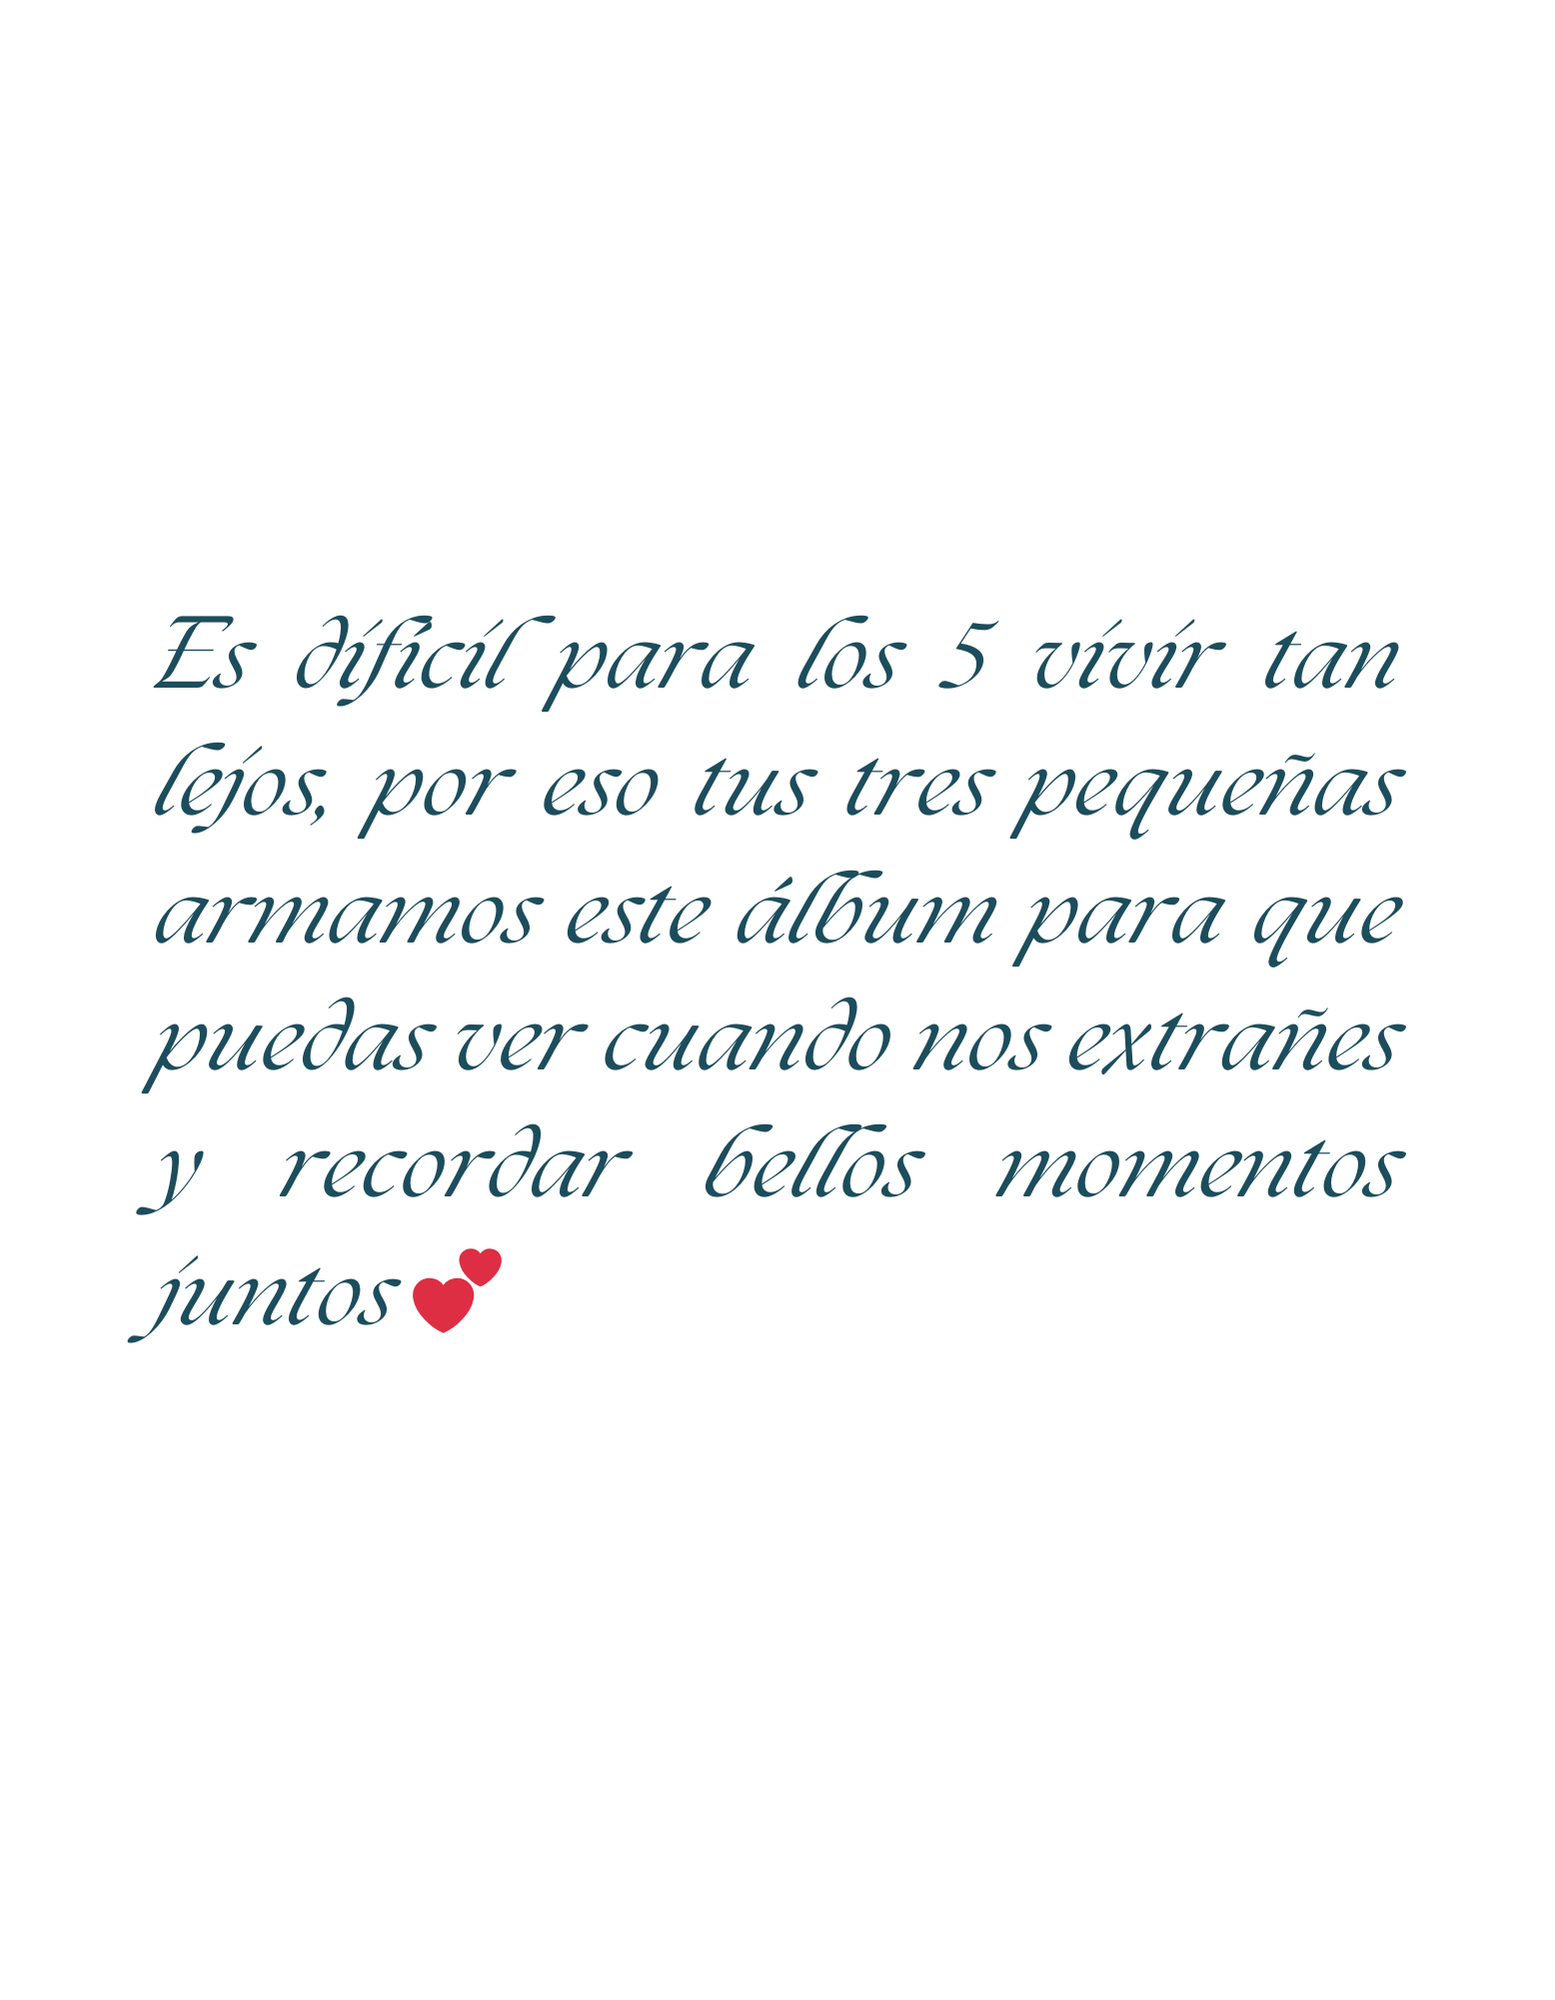 Es difícil para los 5 vivir tan
lejos, por eso tus tres pequeñas
armamos este álbum para que
puedas ver cuando nos extrañes
y recordar bellos momentos
juntos💕